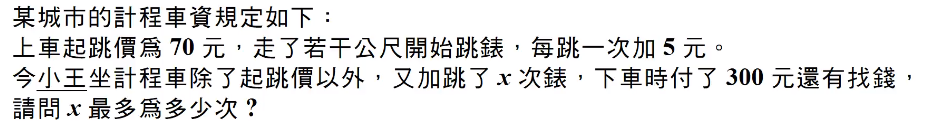 某城市的計程車資規定如下：
上車起跳價為 70 元，走了若干公尺開始跳錶，每跳一次加 5 元。
今小王坐計程車除了起跳價以外，又加跳了 x 次錶，下車時付了 300 元還有找錢，
請問 x 最多為多少次？